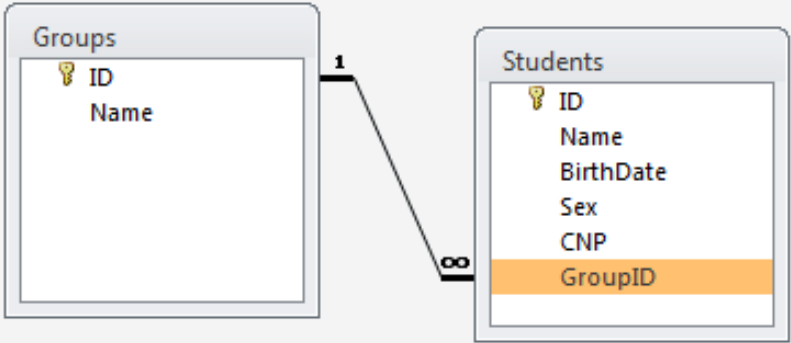 Groups
ID
Name
1
∞
Students
ID
Name
BirthDate
Sex
CNP
GroupID